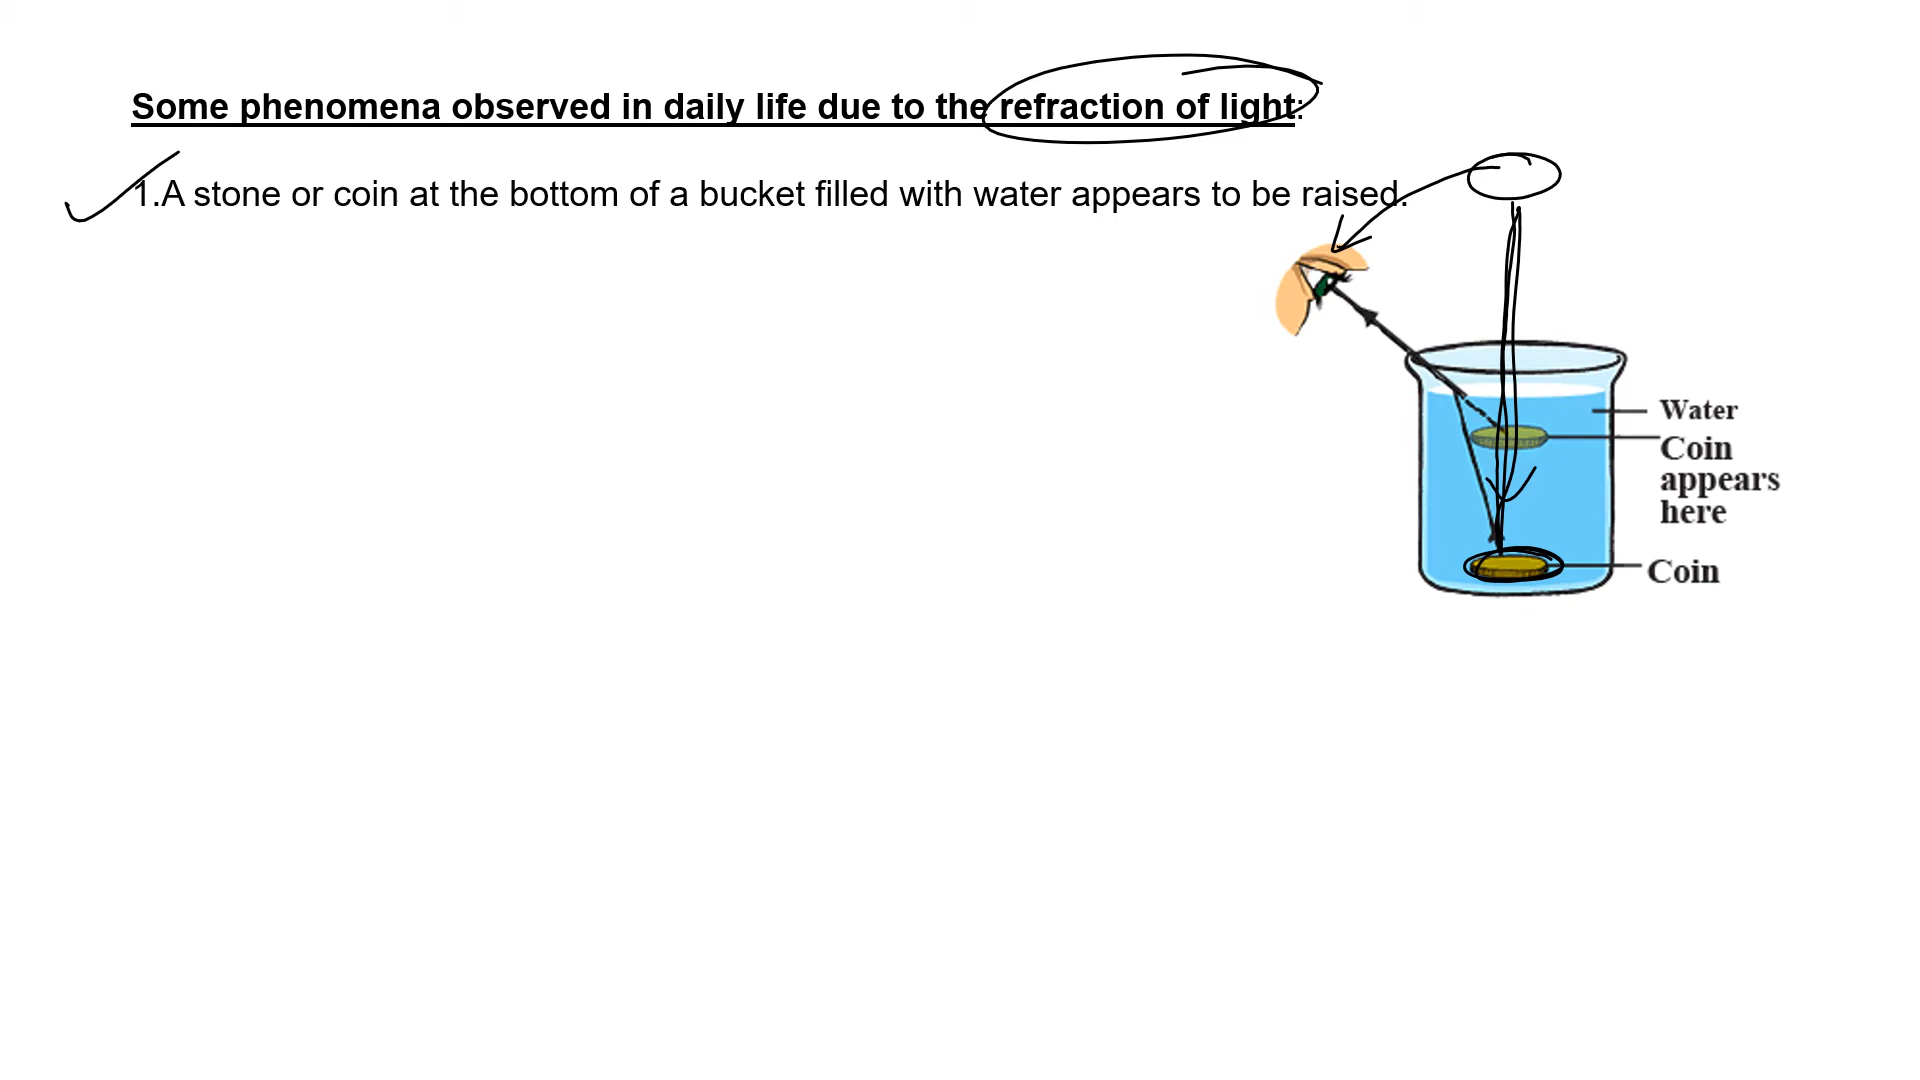 Some phenomena observed in daily life due to the refraction of light:
1.A stone or coin at the bottom of a bucket filled with water appears to be raised.
Water
Coin
appears
here
Coin